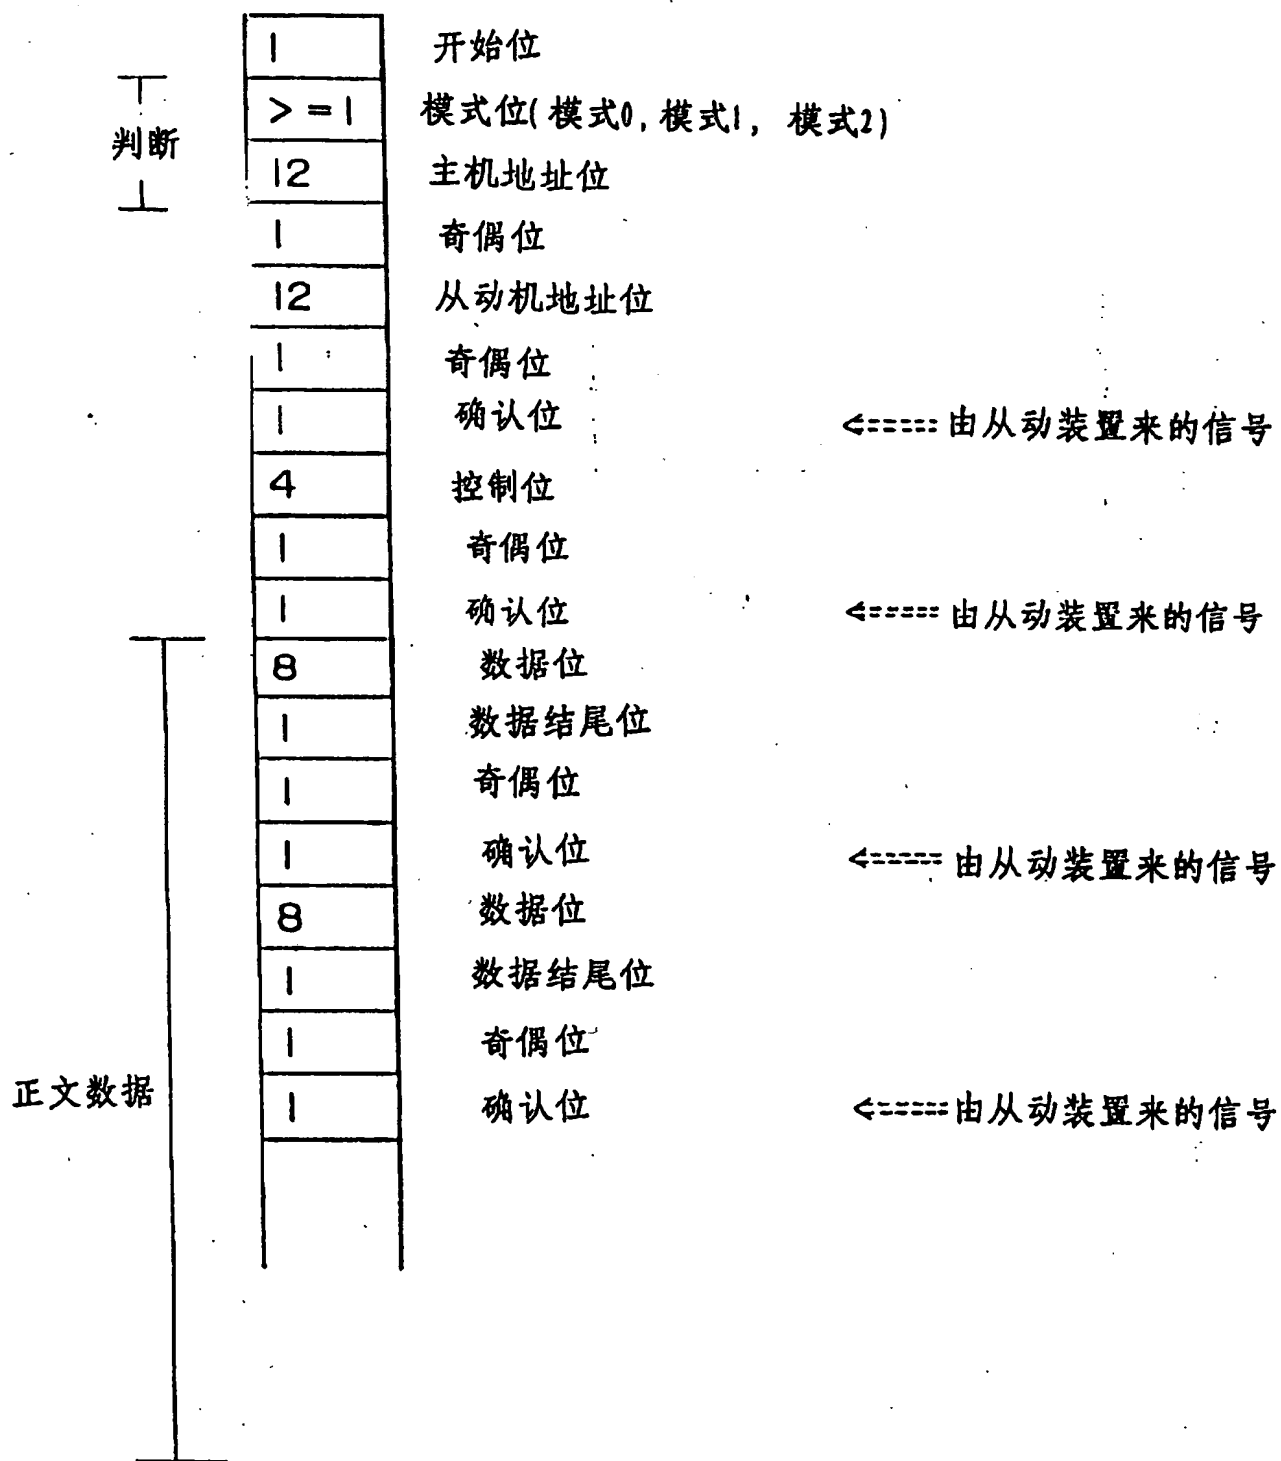 1 开始位
>=1 模式位(模式0,模式1, 模式2)
判断
12 主机地址位
1 奇偶位
12 从动机地址位
1 奇偶位
1 确认位 <===== 由从动装置来的信号
4 控制位
1 奇偶位
1 确认位 <===== 由从动装置来的信号
8 数据位
1 数据结尾位
1 奇偶位
1 确认位 <===== 由从动装置来的信号
8 数据位
1 数据结尾位
1 奇偶位
正文数据
1 确认位 <===== 由从动装置来的信号